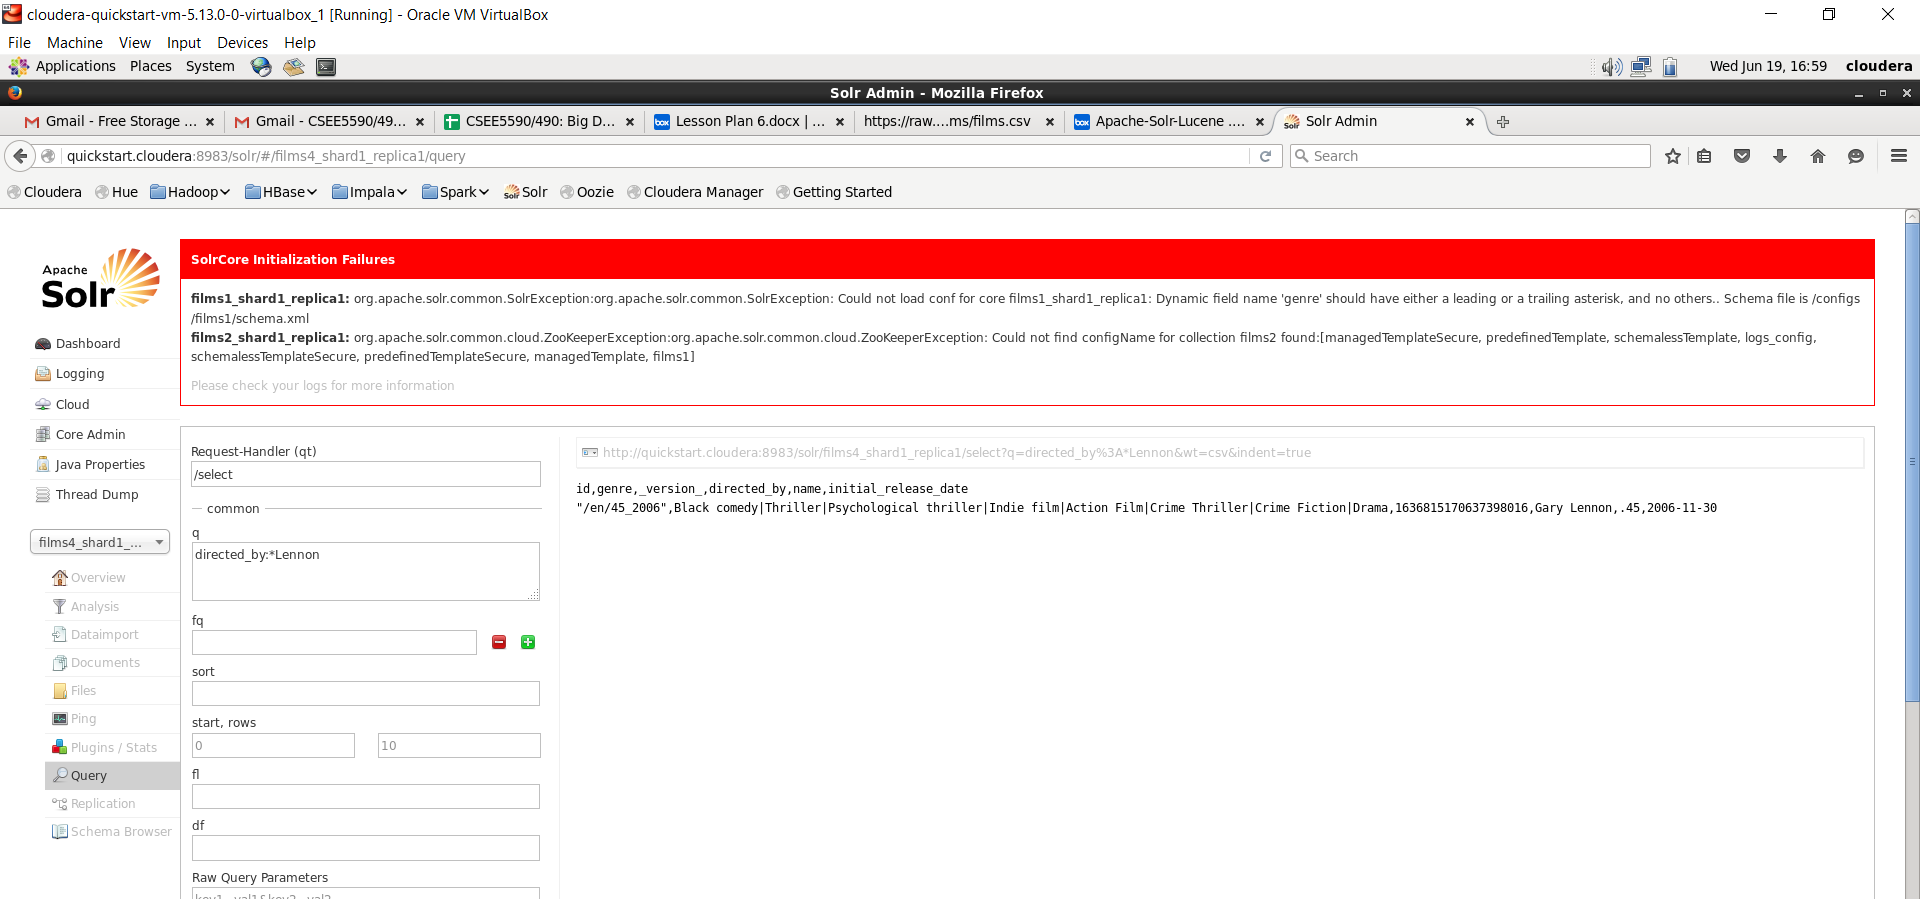 cloudera-quickstart-vm-5.13.0-0-virtualbox_1 [Running] - Oracle VM VirtualBox
File Machine View Input Devices Help
Applications Places System Wed Jun 19, 16:59 cloudera
Solr Admin - Mozilla Firefox
Gmail - Free Storage ... Gmail - CSEE5590/49... CSEE5590/490: Big D... Lesson Plan 6.docx | ... https://raw....ms/films.csv Apache-Solr-Lucene .... Solr Admin
quickstart.cloudera:8983/solr/#/films4_shard1_replica1/query Search
Cloudera Hue Hadoop HBase Impala Spark Solr Oozie Cloudera Manager Getting Started
Apache
Solr
SolrCore Initialization Failures
films1_shard1_replica1: org.apache.solr.common.SolrException:org.apache.solr.common.SolrException: Could not load conf for core films1_shard1_replica1: Dynamic field name 'genre' should have either a leading or a trailing asterisk, and no others.. Schema file is /configs
/films1/schema.xml
films2_shard1_replica1: org.apache.solr.common.cloud.ZooKeeperException:org.apache.solr.common.cloud.ZooKeeperException: Could not find configName for collection films2 found:[managedTemplateSecure, predefinedTemplate, schemalessTemplate, logs_config,
schemalessTemplateSecure, predefinedTemplateSecure, managedTemplate, films1]
Please check your logs for more information
Dashboard
Logging
Cloud
Core Admin
Java Properties
Thread Dump
films4_shard1_...
Overview
Analysis
Dataimport
Documents
Files
Ping
Plugins / Stats
Query
Replication
Schema Browser
Request-Handler (qt)
/select
common
q
directed_by:*Lennon
fq
sort
start, rows
0 10
fl
df
Raw Query Parameters
key1=val1&key2=val2
http://quickstart.cloudera:8983/solr/films4_shard1_replica1/select?q=directed_by%3A*Lennon&wt=csv&indent=true
id,genre,_version_,directed_by,name,initial_release_date
"/en/45_2006",Black comedy|Thriller|Psychological thriller|Indie film|Action Film|Crime Thriller|Crime Fiction|Drama,1636815170637398016,Gary Lennon,.45,2006-11-30